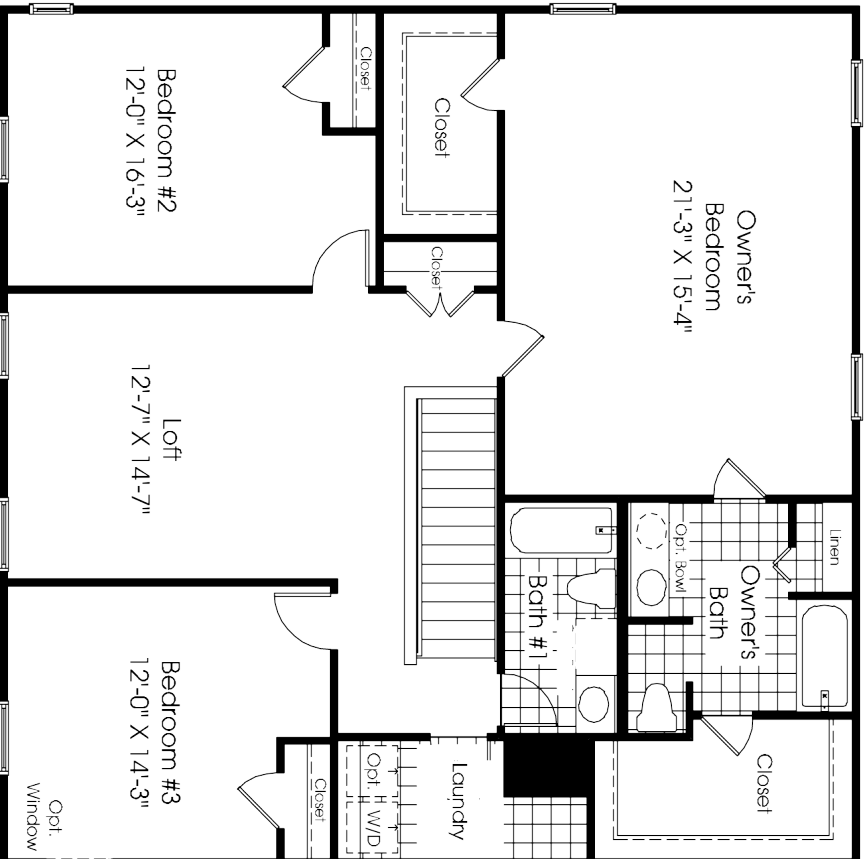 Bedroom #2
12'-0" X 16'-3"
Closet
Closet
Closet
Owner's
Bedroom
21'-3" X 15'-4"
Loft
12'-7" X 14'-7"
Bath #1
Opt. Bowl
Owner's
Bath
Linen
Bedroom #3
12'-0" X 14'-3"
Opt.
Window
Closet
Opt. H W/D
Laundry
Closet